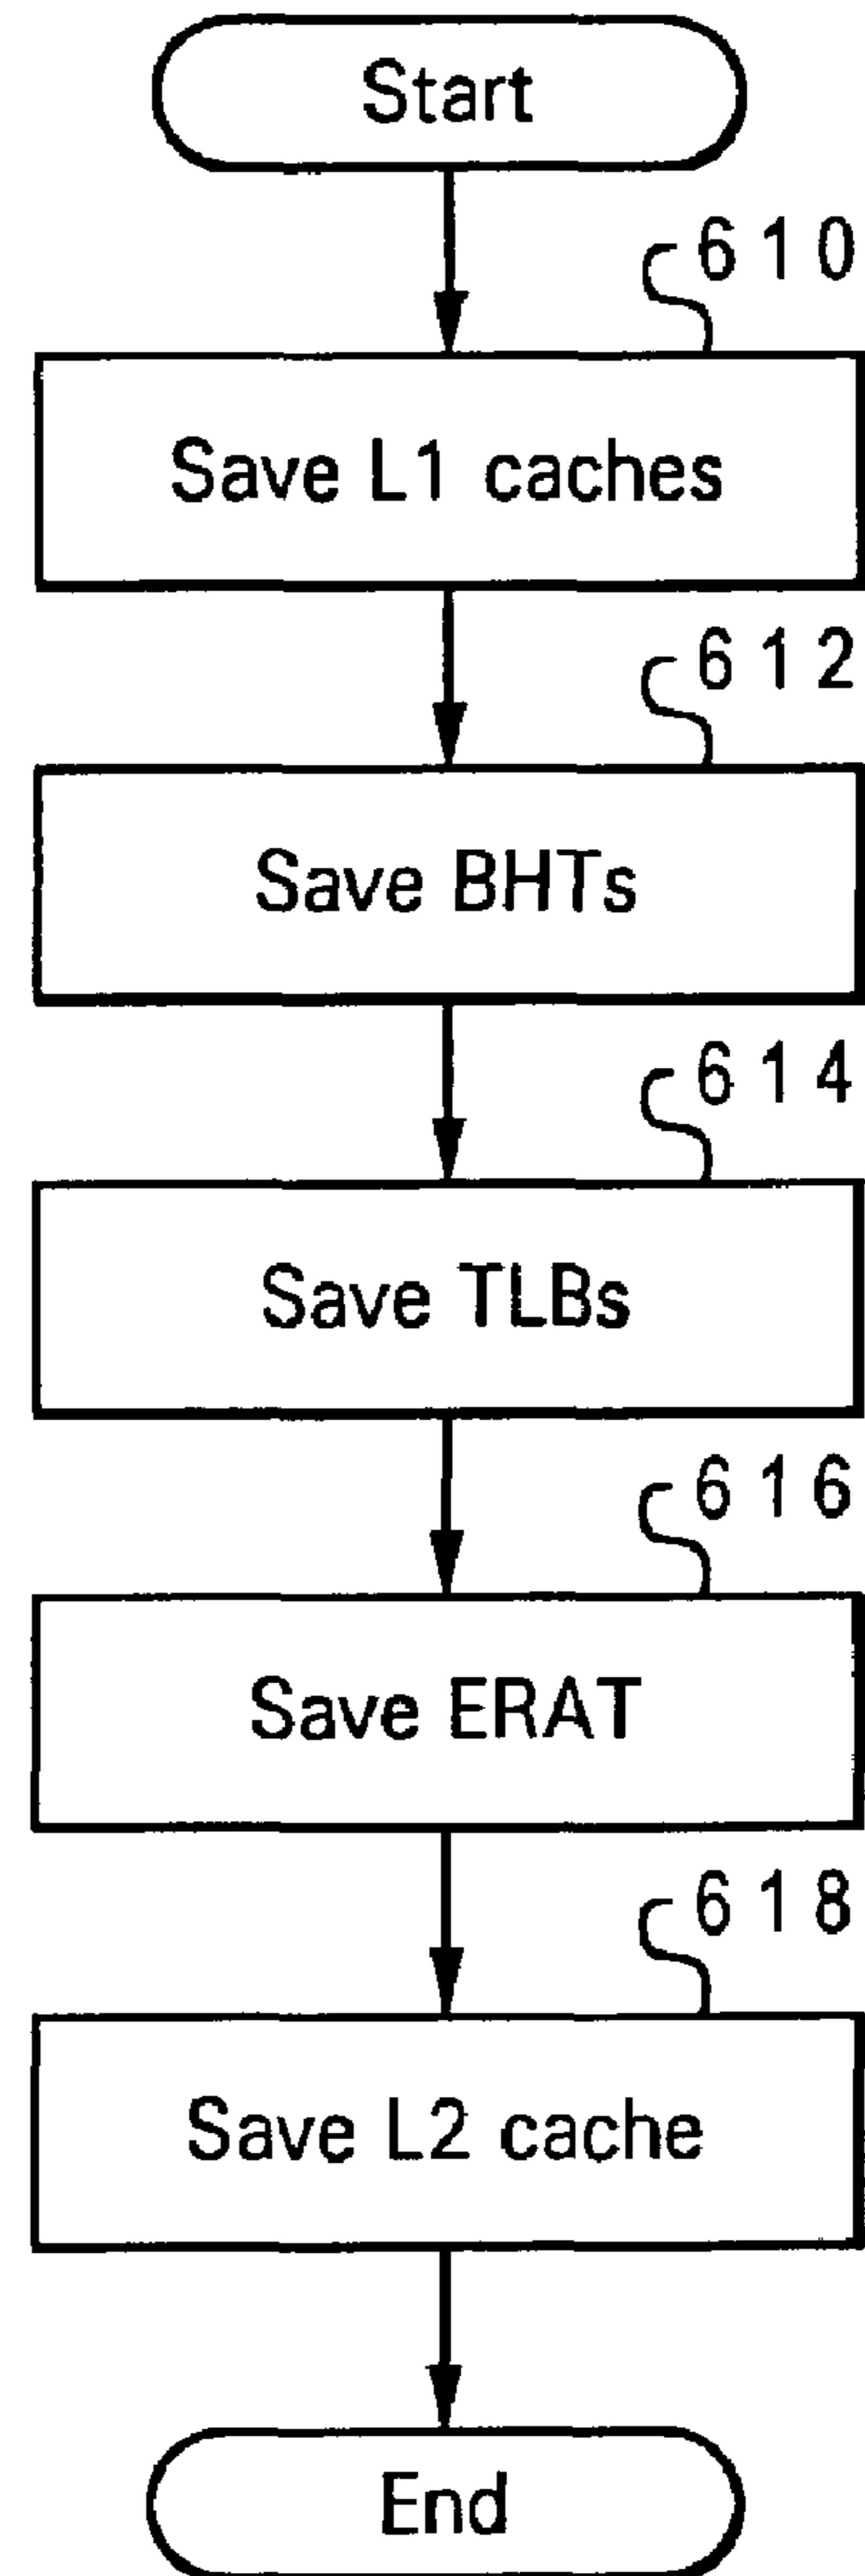 Start
610
Save L1 caches
612
Save BHTs
614
Save TLBs
616
Save ERAT
618
Save L2 cache
End